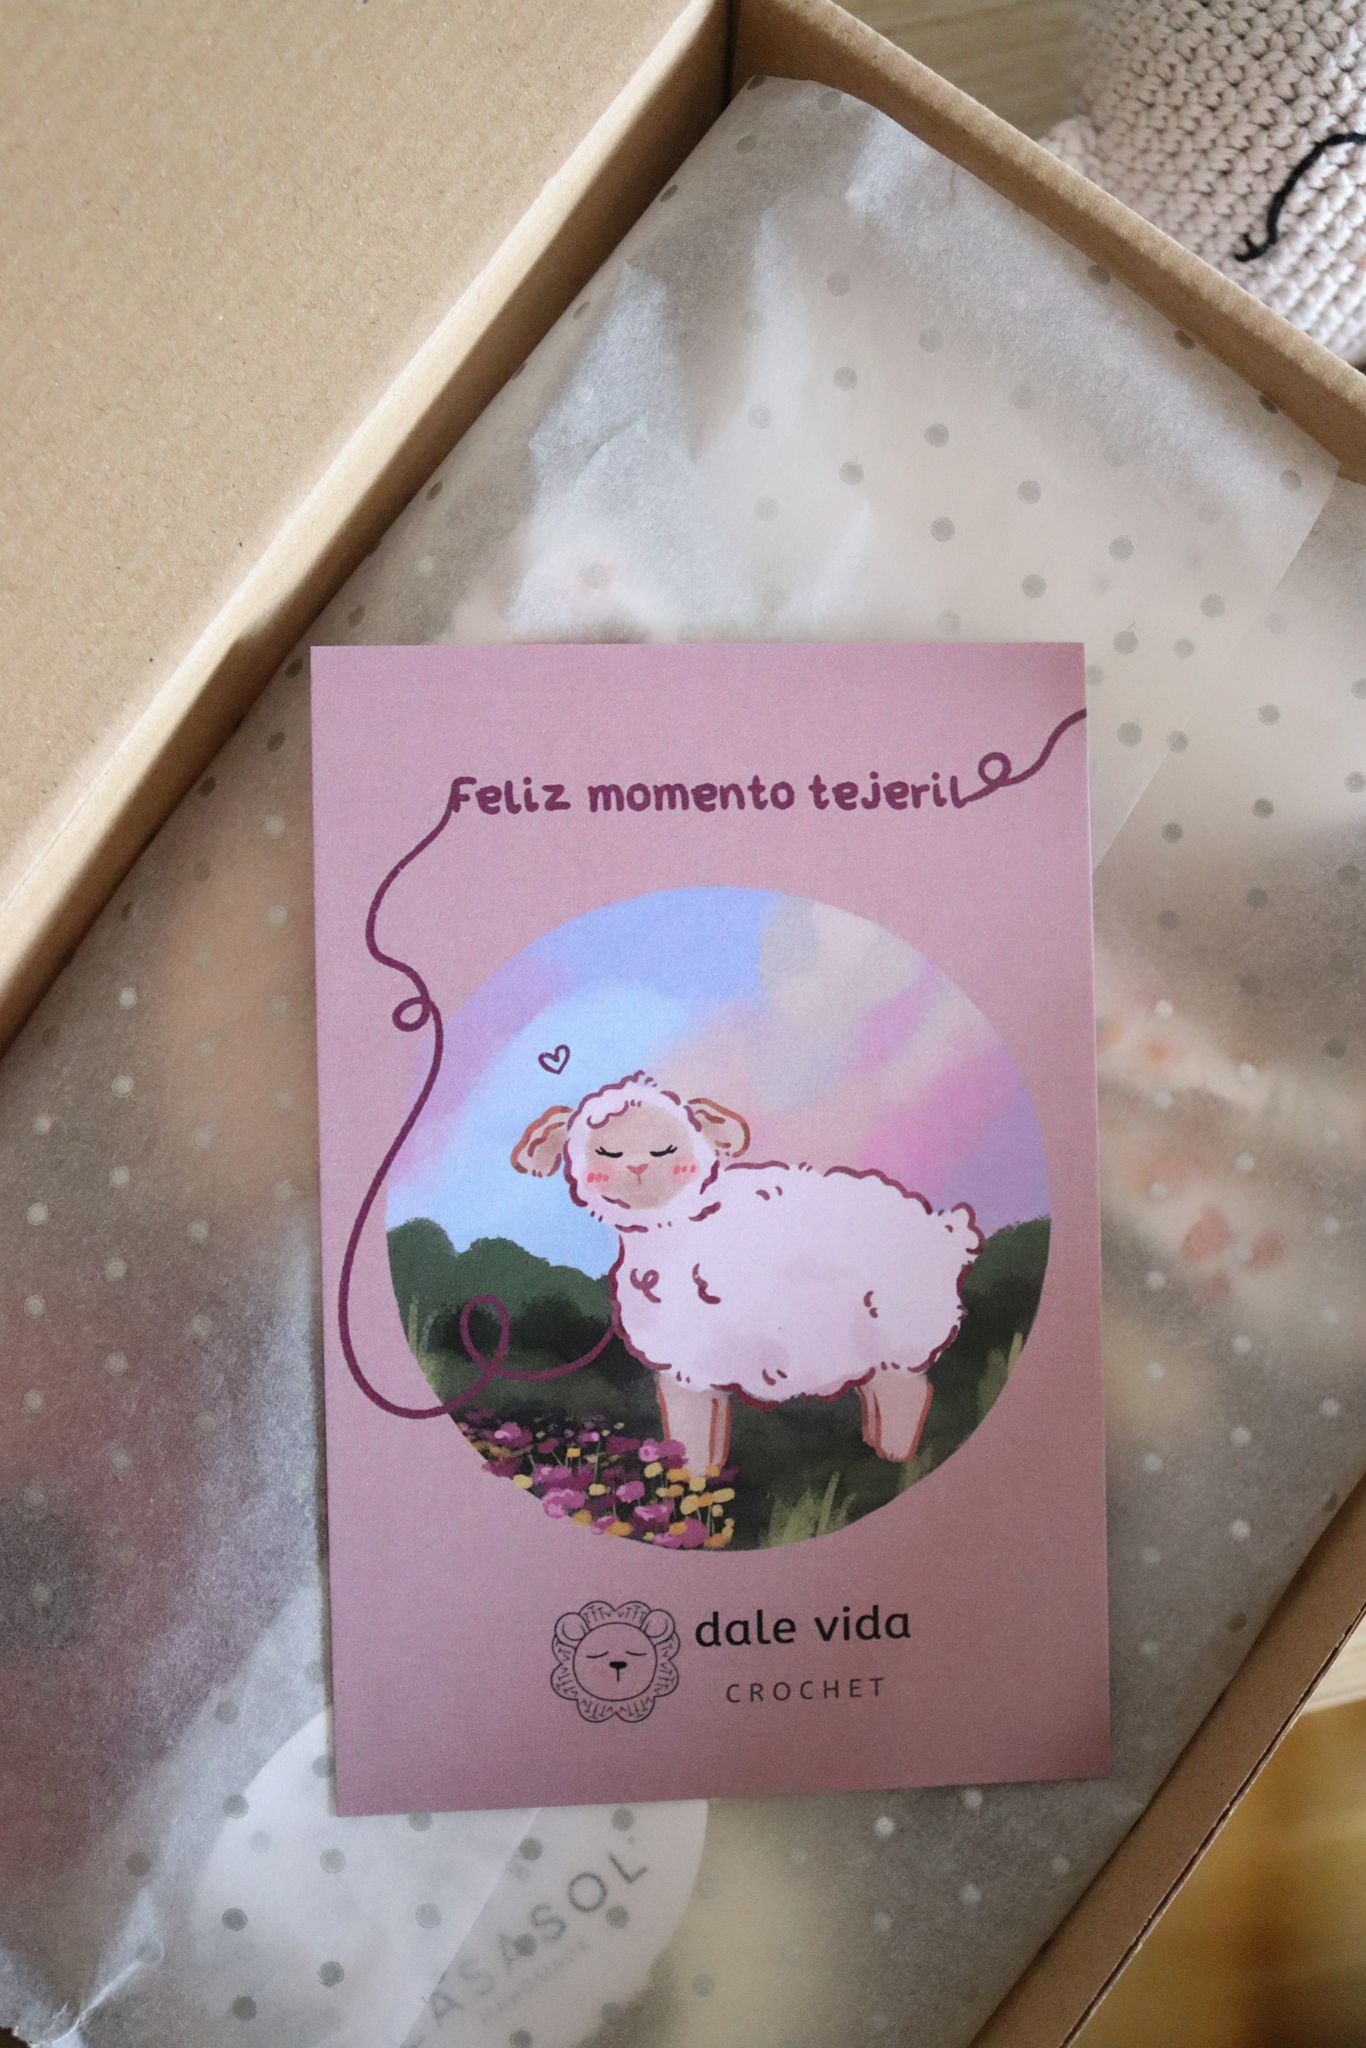 Feliz momento tejeril
dale vida
CROCHET
ASASOL